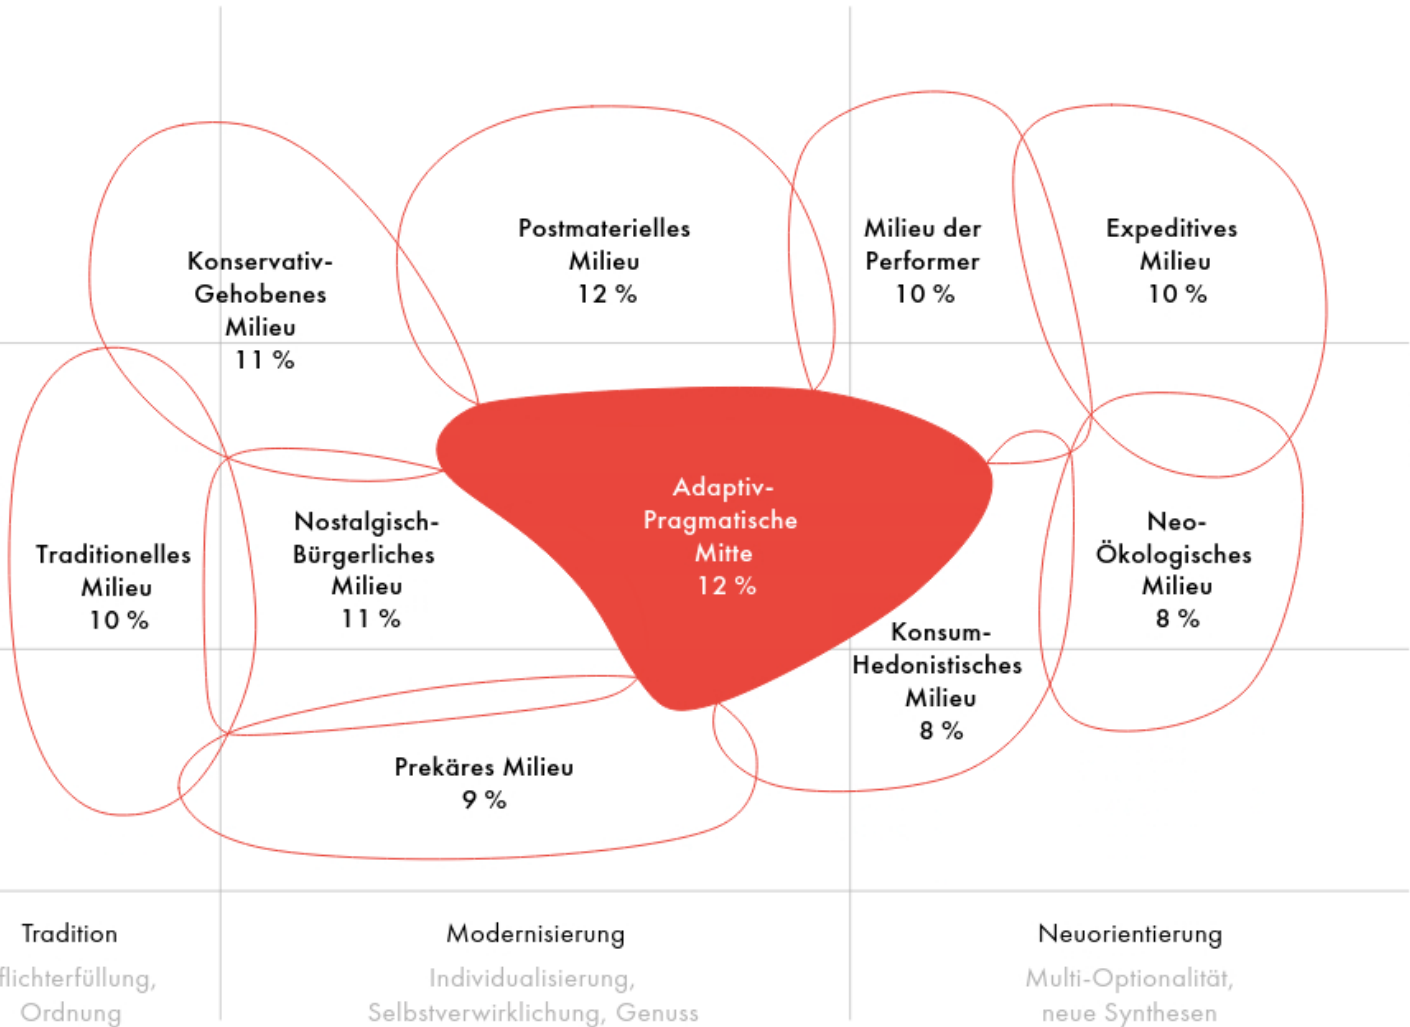 Konservativ-
Gehobenes
Milieu
11 %
Postmaterielles
Milieu
12 %
Milieu der
Performer
10 %
Expeditives
Milieu
10 %
Traditionelles
Milieu
10 %
Nostalgisch-
Bürgerliches
Milieu
11 %
Adaptiv-
Pragmatische
Mitte
12 %
Konsum-
Hedonistisches
Milieu
8 %
Neo-
Ökologisches
Milieu
8 %
Prekäres Milieu
9 %
Tradition
flichterfüllung,
Ordnung
Modernisierung
Individualisierung,
Selbstverwirklichung, Genuss
Neuorientierung
Multi-Optionalität,
neue Synthesen